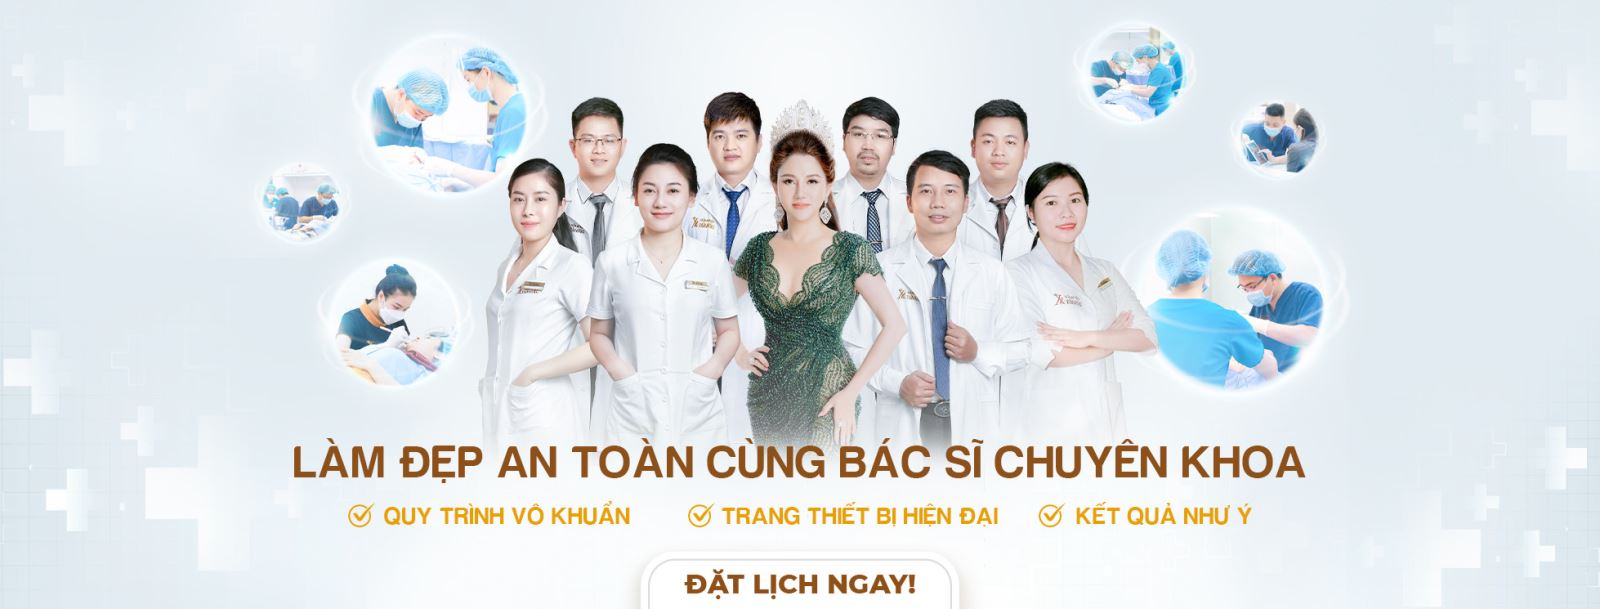 LÀM ĐẸP AN TOÀN CÙNG BÁC SĨ CHUYÊN KHOA
QUY TRÌNH VÔ KHUẨN TRANG THIẾT BỊ HIỆN ĐẠI KẾT QUẢ NHƯ Ý
ĐẶT LỊCH NGAY!